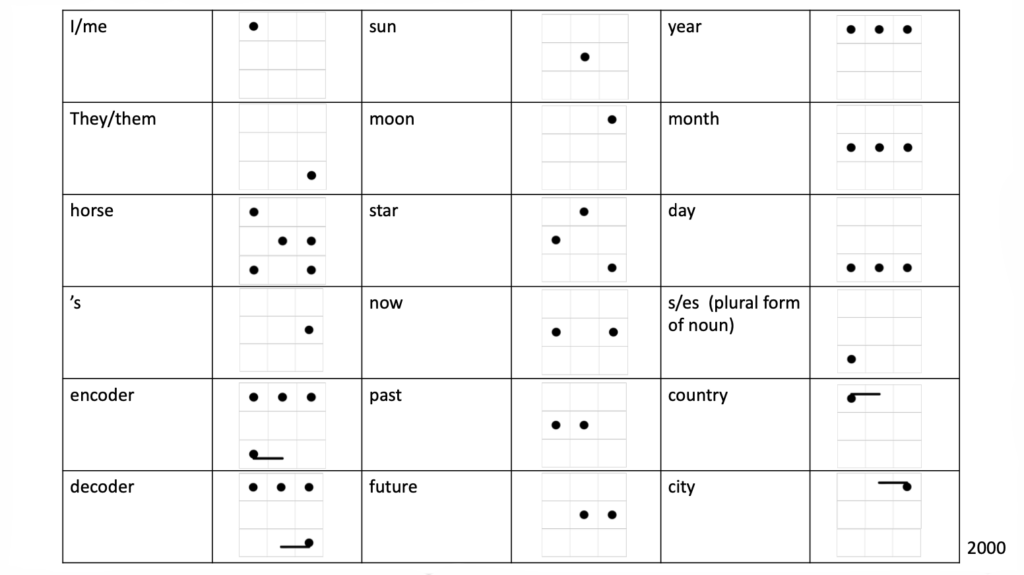 I/me sun year
They/them moon month
horse star day
’s now s/es (plural form
of noun)
encoder past country
decoder future city
2000